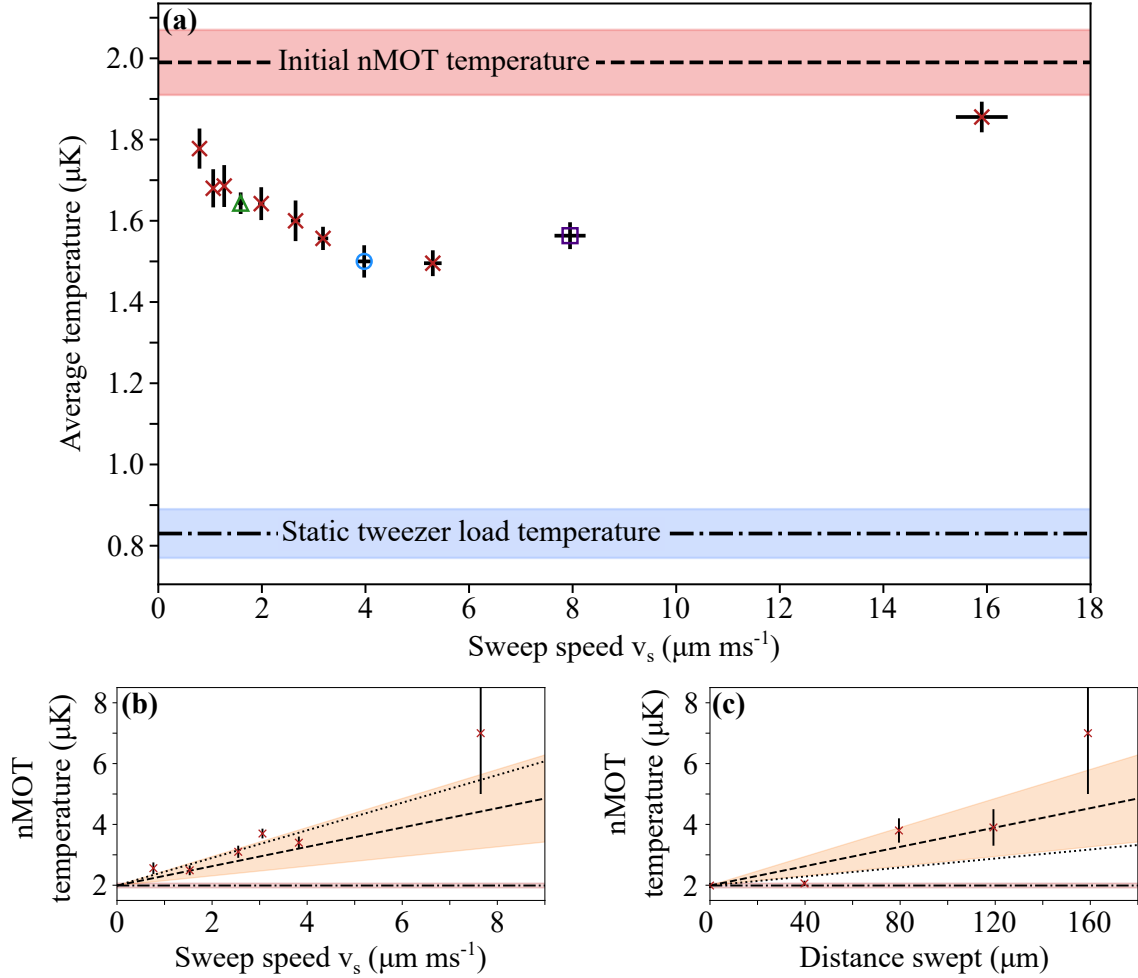 (a)
Initial nMOT temperature
Static tweezer load temperature
Average temperature (μK)
2.0
1.8
1.6
1.4
1.2
1.0
0.8
0 2 4 6 8 10 12 14 16 18
Sweep speed vₛ (μm ms⁻¹)
(b)
nMOT
temperature (μK)
8
6
4
2
0 2 4 6 8
Sweep speed vₛ (μm ms⁻¹)
(c)
nMOT
temperature (μK)
8
6
4
2
0 40 80 120 160
Distance swept (μm)